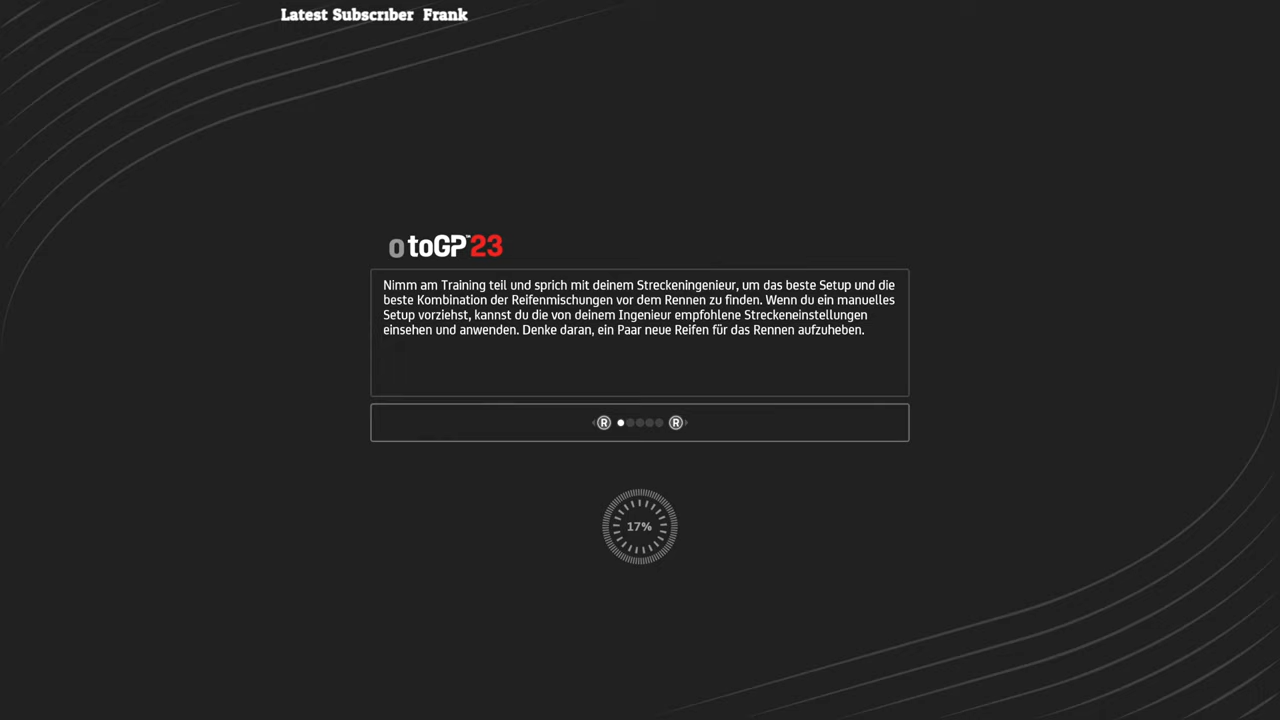 Latest Subscriber Frank
otoGP™23
Nimm am Training teil und sprich mit deinem Streckeningenieur, um das beste Setup und die
beste Kombination der Reifenmischungen vor dem Rennen zu finden. Wenn du ein manuelles
Setup vorziehst, kannst du die von deinem Ingenieur empfohlene Streckeneinstellungen
einsehen und anwenden. Denke daran, ein Paar neue Reifen für das Rennen aufzuheben.
R R
17%